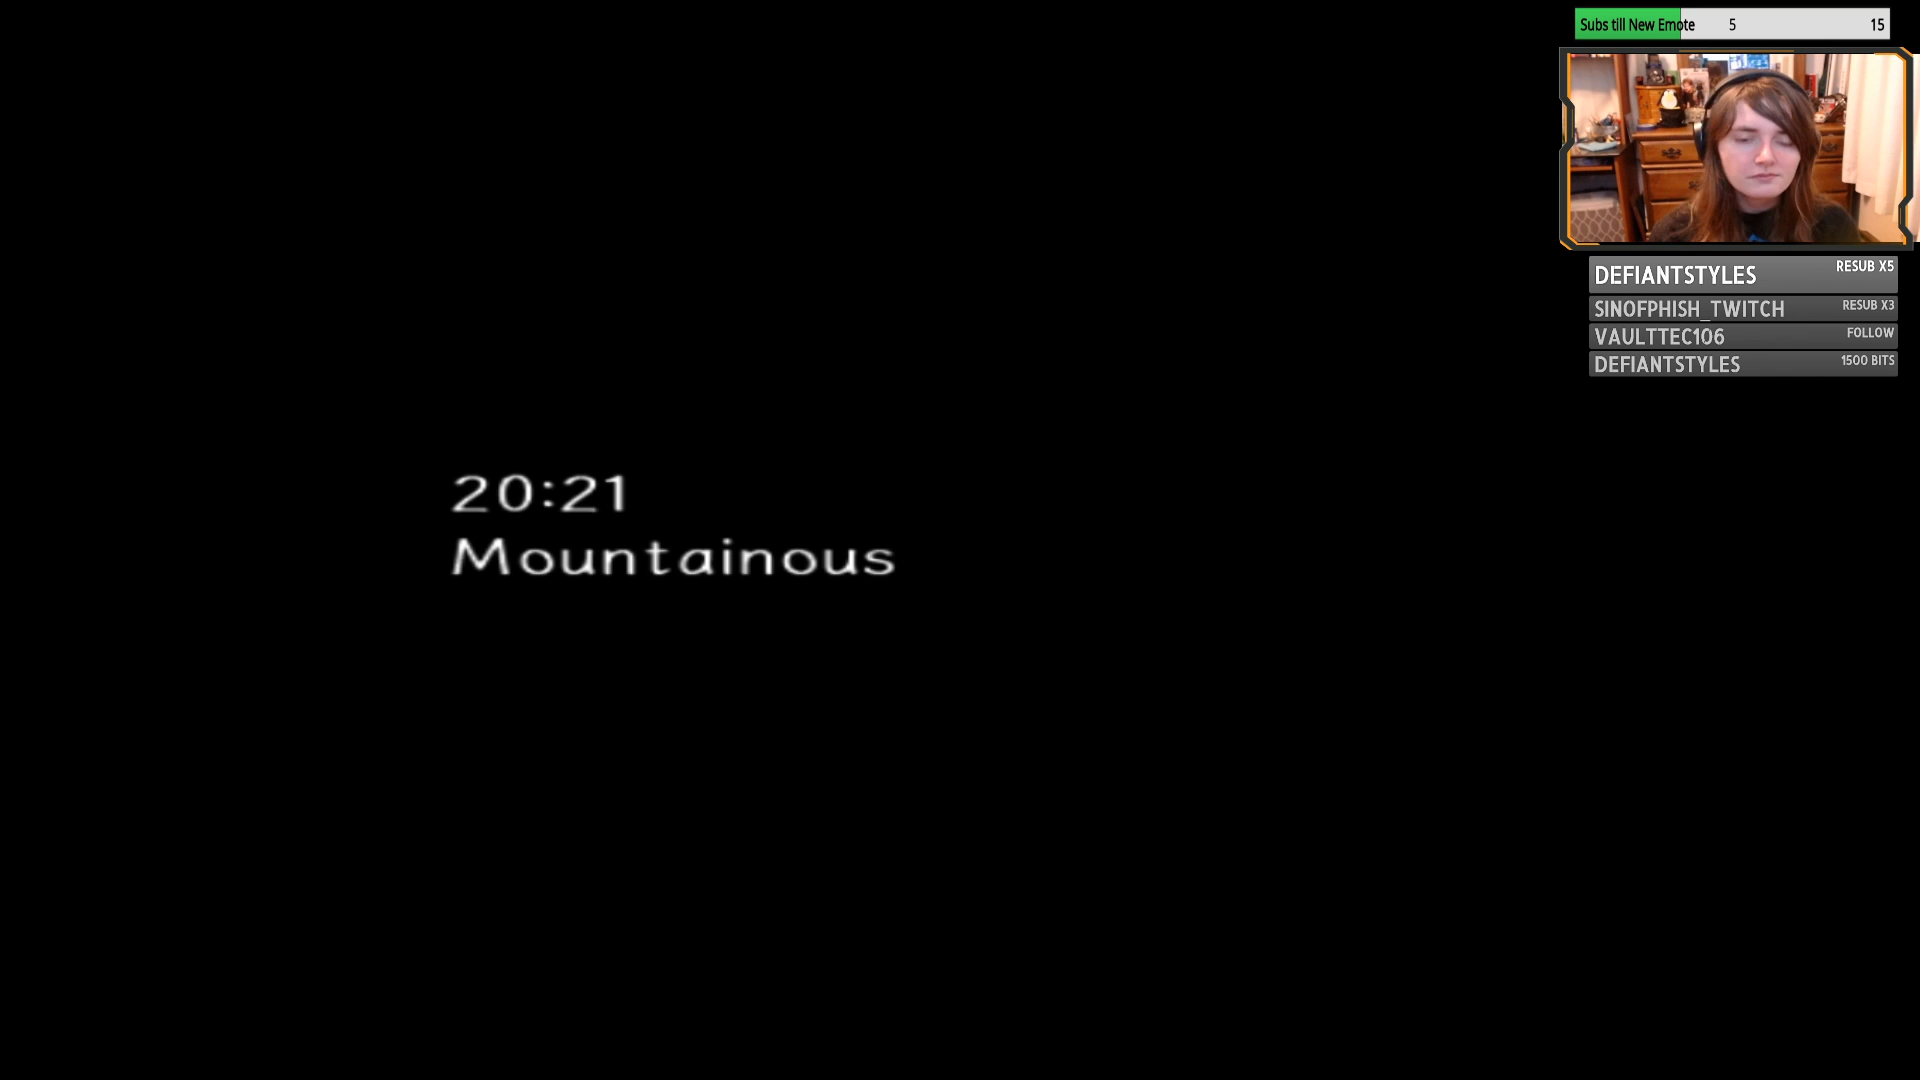 Subs till New Emote 5 15
DEFIANTSTYLES RESUB X5
SINOFPHISH_TWITCH RESUB X3
VAULTTEC106 FOLLOW
DEFIANTSTYLES 1500 BITS
20:21
Mountainous